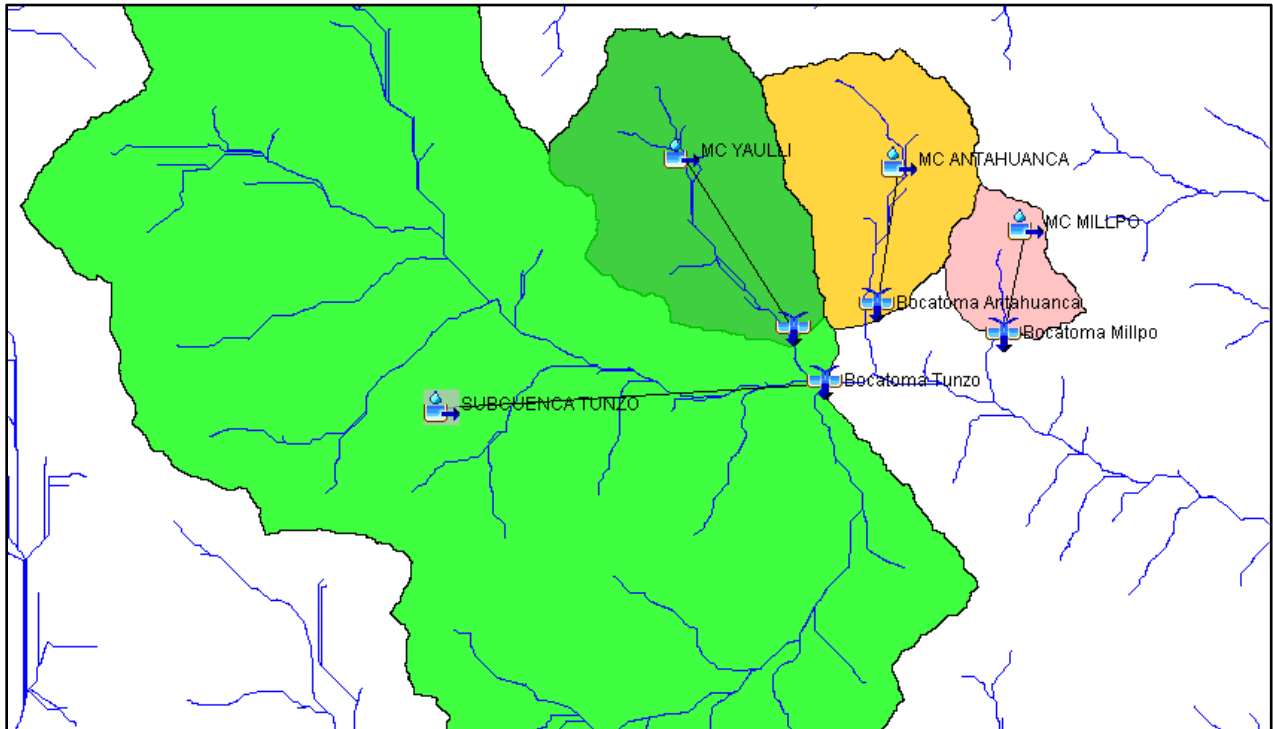 MC YAULLI
MC ANTAHUANCA
MC MILLPO
Bocatoma Antahuanca
Bocatoma Millpo
Bocatoma Tunzo
SUBCUENCA TUNZO